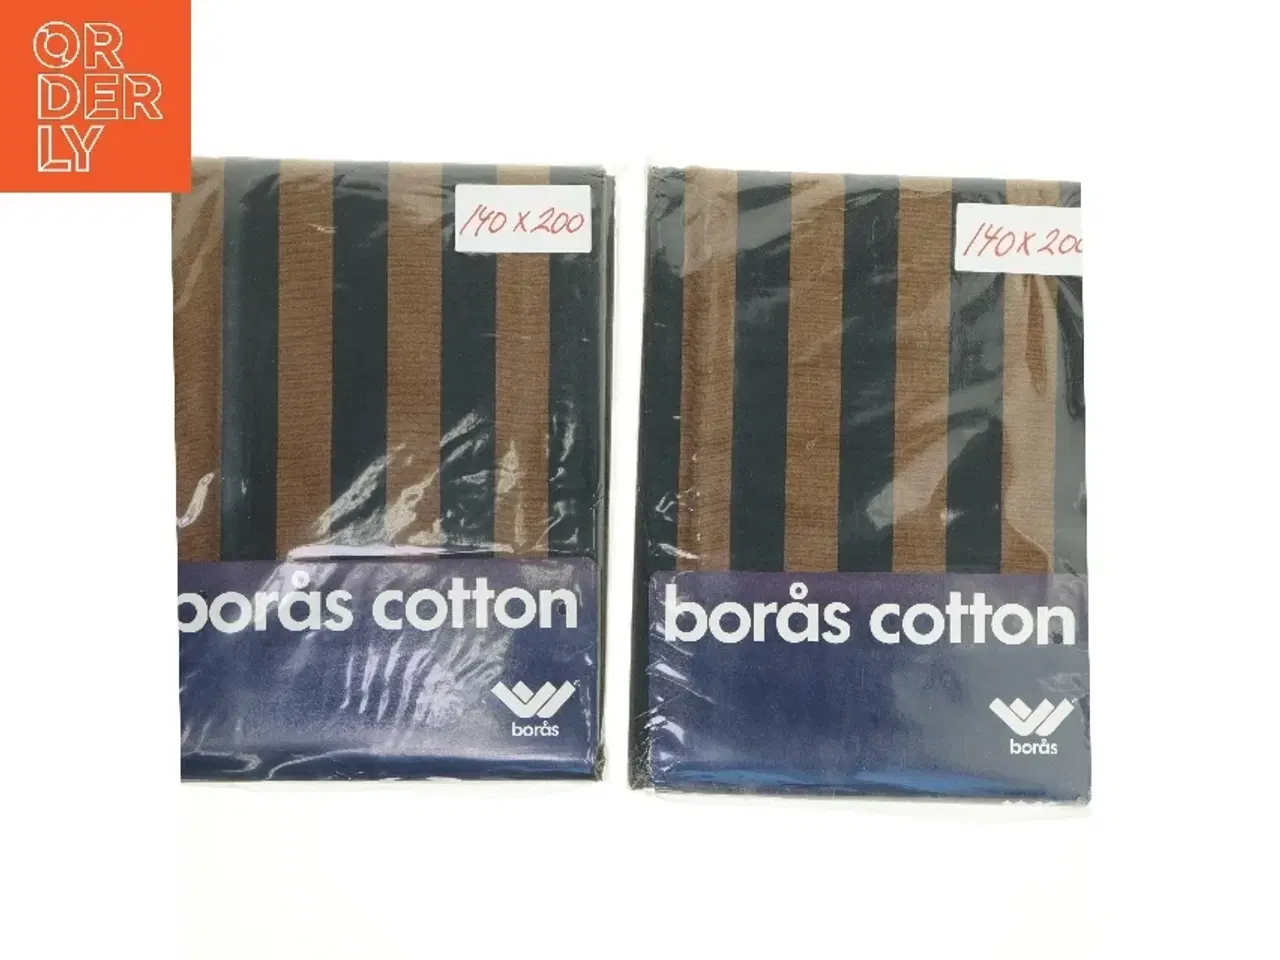 OR
DER
LY
140 x 200
borås cotton
borås
140 x 200
borås cotton
borås